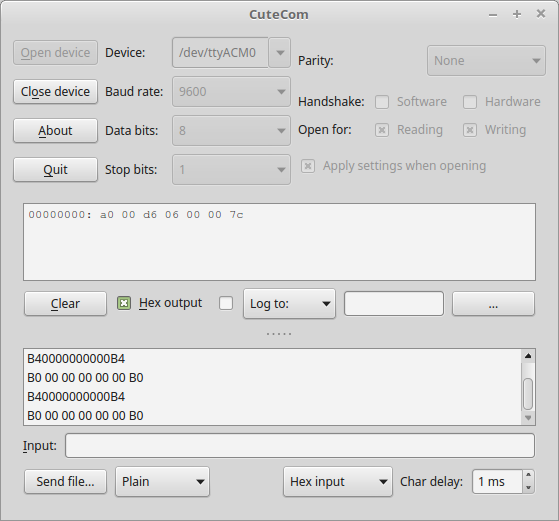 CuteCom
Open device
Device:
/dev/ttyACM0
Parity:
None
Close device
Baud rate:
9600
Handshake:
Software
Hardware
About
Data bits:
8
Open for:
Reading
Writing
Quit
Stop bits:
1
Apply settings when opening
00000000: a0 00 d6 06 00 00 7c
Clear
Hex output
Log to:
...
B40000000000B4
B0 00 00 00 00 00 B0
B40000000000B4
B0 00 00 00 00 00 B0
Input:
Send file...
Plain
Hex input
Char delay:
1 ms